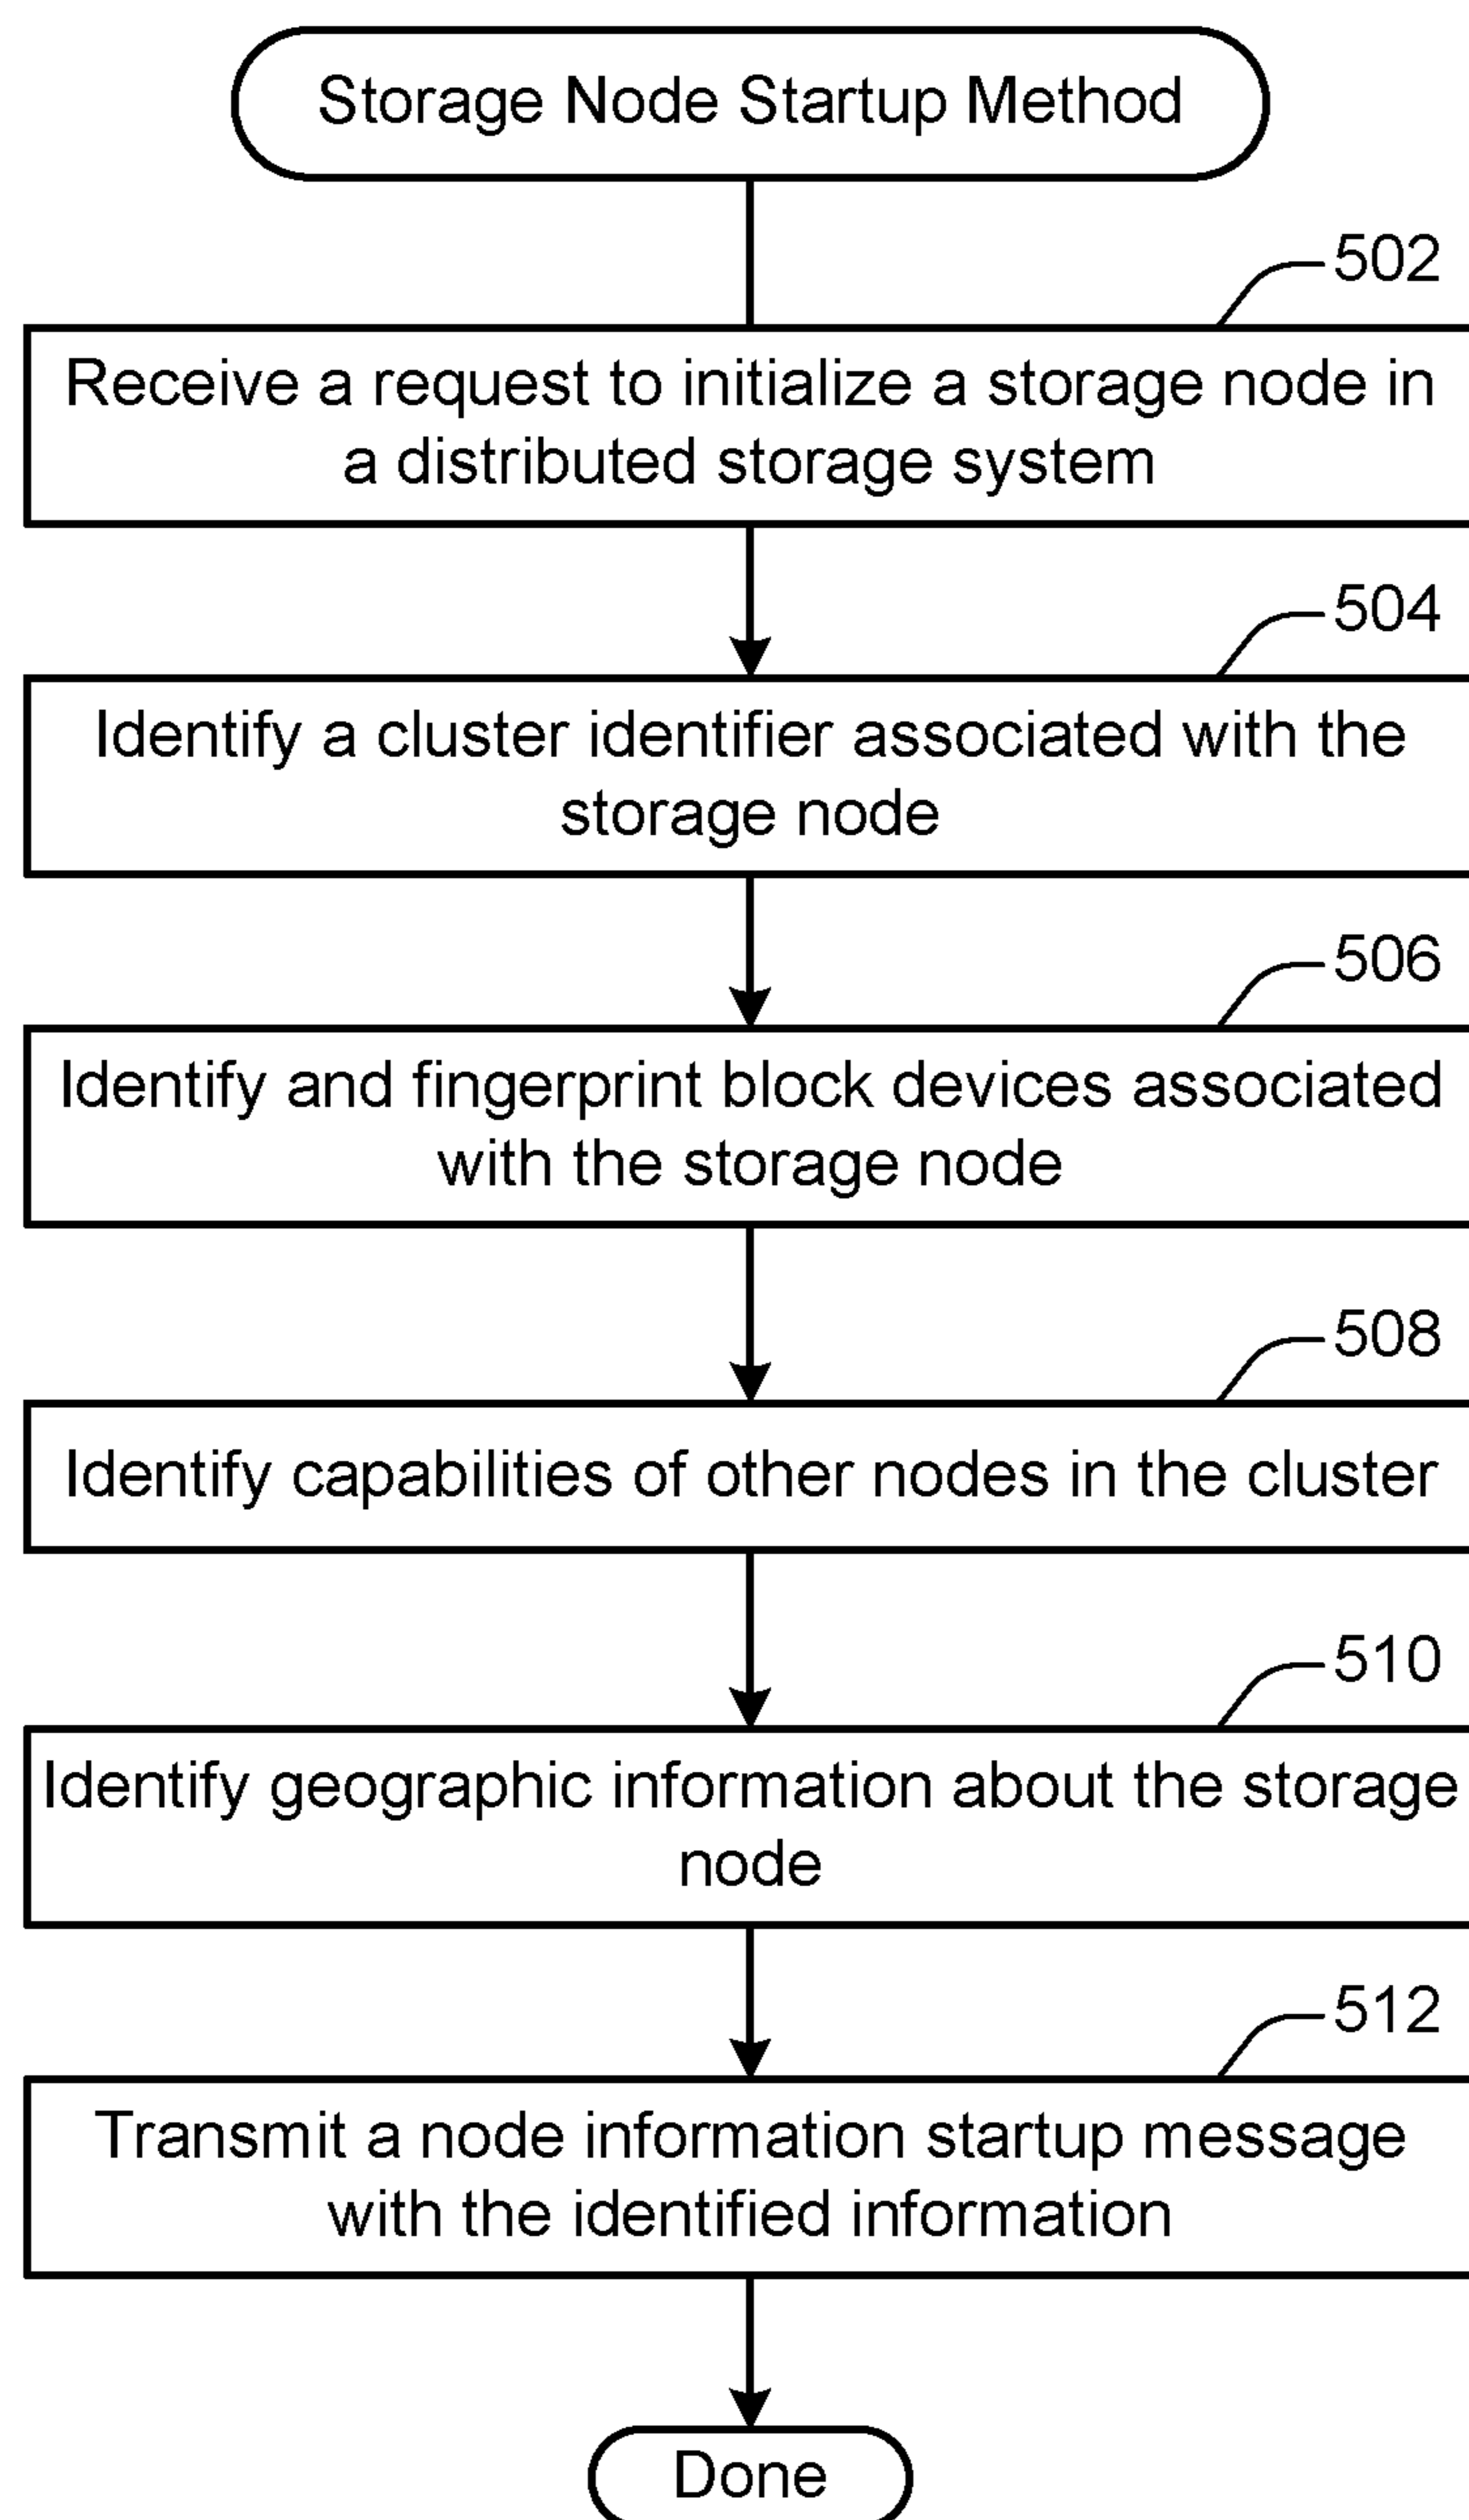 Storage Node Startup Method
502
Receive a request to initialize a storage node in
a distributed storage system
504
Identify a cluster identifier associated with the
storage node
506
Identify and fingerprint block devices associated
with the storage node
508
Identify capabilities of other nodes in the cluster
510
Identify geographic information about the storage
node
512
Transmit a node information startup message
with the identified information
Done